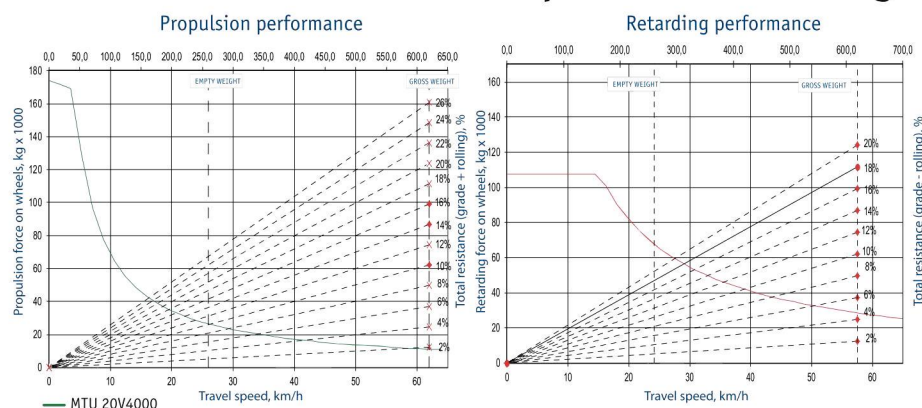 Propulsion performance
0,0 50,0 100,0 150,0 200,0 250,0 300,0 350,0 400,0 450,0 500,0 550,0 600,0 650,0
180
160
140
120
100
80
60
40
20
0
EMPTY WEIGHT
GROSS WEIGHT
26%
24%
22%
20%
18%
16%
14%
12%
10%
8%
6%
4%
2%
0 10 20 30 40 50 60
Propulsion force on wheels, kg x 1000
Total resistance (grade + rolling), %
Travel speed, km/h
MTU 20V4000
Retarding performance
0,0 100,0 200,0 300,0 400,0 500,0 600,0 700,0
160
140
120
100
80
60
40
20
0
EMPTY WEIGHT
GROSS WEIGHT
20%
18%
16%
14%
12%
10%
8%
6%
4%
2%
10 20 30 40 50 60
Retarding force on wheels, kg x 1000
Total resistance (grade - rolling), %
Travel speed, km/h